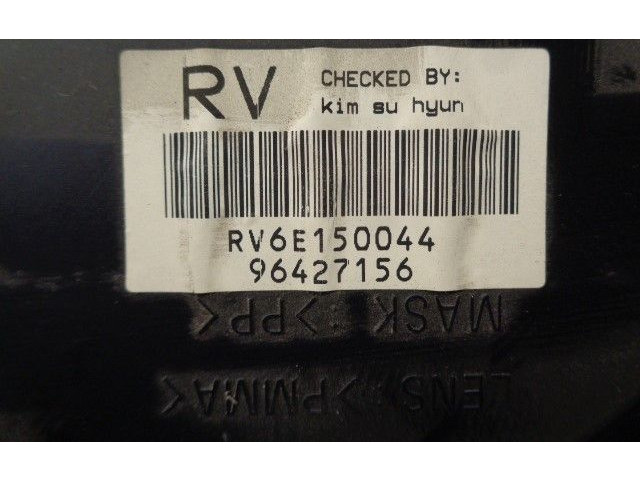 RV
CHECKED BY:
kim su hyun
RV6E150044
96427156
MASK : >PP<
LENS : >PMMA<